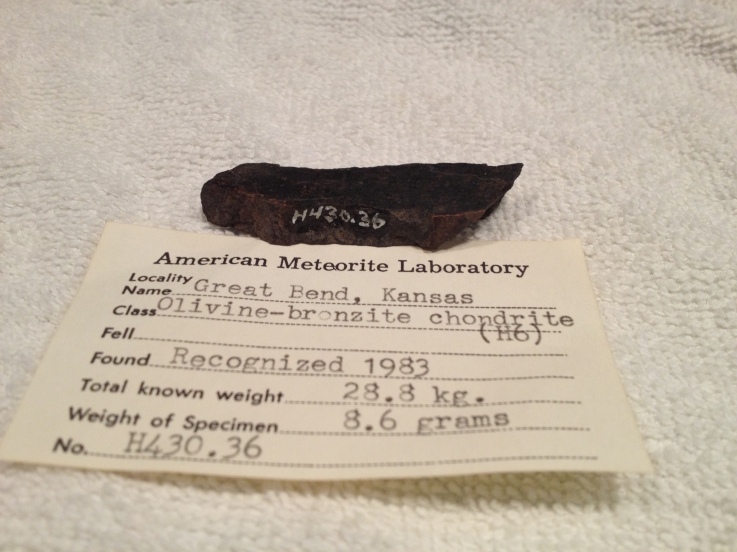 H430.36
American Meteorite Laboratory
Locality
Name Great Bend, Kansas
Class Olivine-bronzite chondrite
(H6)
Fell
Found Recognized 1983
Total known weight 28.8 kg.
Weight of Specimen 8.6 grams
No. H430.36